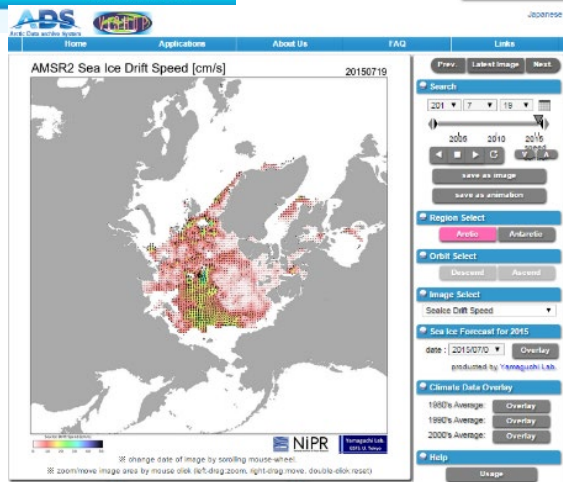 ADS
VISHOP
Arctic Data archive System
Japanese
Home Applications About Us FAQ Links
AMSR2 Sea Ice Drift Speed [cm/s]
20150719
Prev. Latest Image Next
Search
201 7 19
2005 2010 2015
speed
save as image
save as animation
Region Select
Arctic Antarctic
Orbit Select
Descend Ascend
Image Select
SeaIce Drift Speed
Sea Ice Forecast for 2015
date : 2015/07/0 Overlay
producted by Yamaguchi Lab.
Climate Data Overlay
1980's Average: Overlay
1990's Average: Overlay
2000's Average: Overlay
Help
Usage
NiPR
Yamaguchi Lab.
※ change date of image by scrolling mouse-wheel.
※ zoom/move image area by mouse click (left-drag:zoom, right-drag:move, double-click:reset)